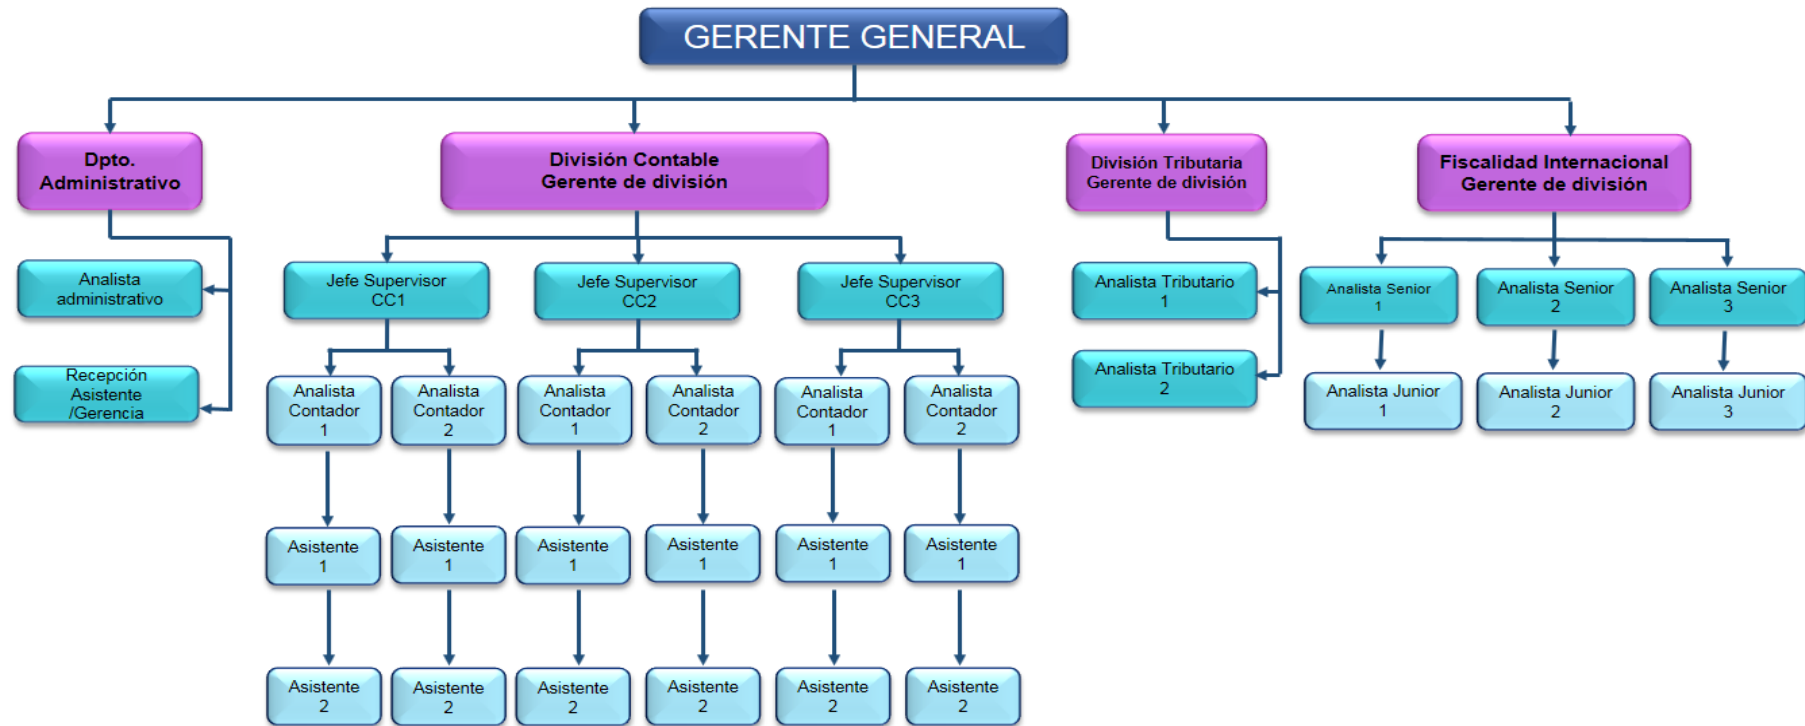 GERENTE GENERAL
Dpto.
Administrativo
División Contable
Gerente de división
División Tributaria
Gerente de división
Fiscalidad Internacional
Gerente de división
Analista
administrativo
Recepción
Asistente
/Gerencia
Jefe Supervisor
CC1
Jefe Supervisor
CC2
Jefe Supervisor
CC3
Analista Tributario
1
Analista Tributario
2
Analista Senior
1
Analista Senior
2
Analista Senior
3
Analista Junior
1
Analista Junior
2
Analista Junior
3
Analista
Contador
1
Analista
Contador
2
Analista
Contador
1
Analista
Contador
2
Analista
Contador
1
Analista
Contador
2
Asistente
1
Asistente
1
Asistente
1
Asistente
1
Asistente
1
Asistente
1
Asistente
2
Asistente
2
Asistente
2
Asistente
2
Asistente
2
Asistente
2